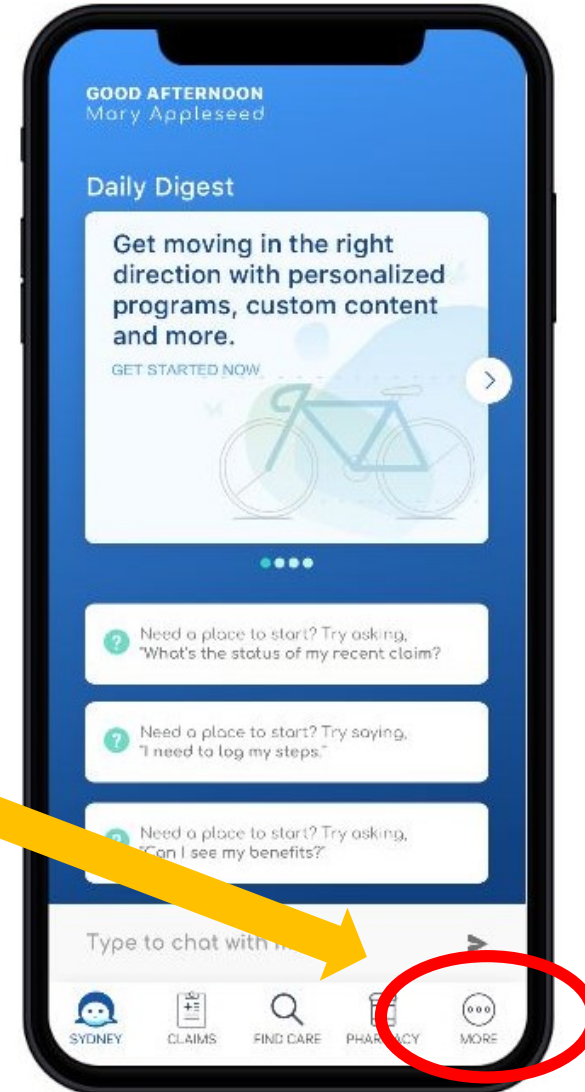 GOOD AFTERNOON
Mary Appleseed
Daily Digest
Get moving in the right
direction with personalized
programs, custom content
and more.
GET STARTED NOW
Need a place to start? Try asking,
"What's the status of my recent claim?
Need a place to start? Try saying,
"I need to log my steps."
Need a place to start? Try asking,
"Can I see my benefits?"
Type to chat with
SYDNEY
CLAIMS
FIND CARE
PHARMACY
MORE